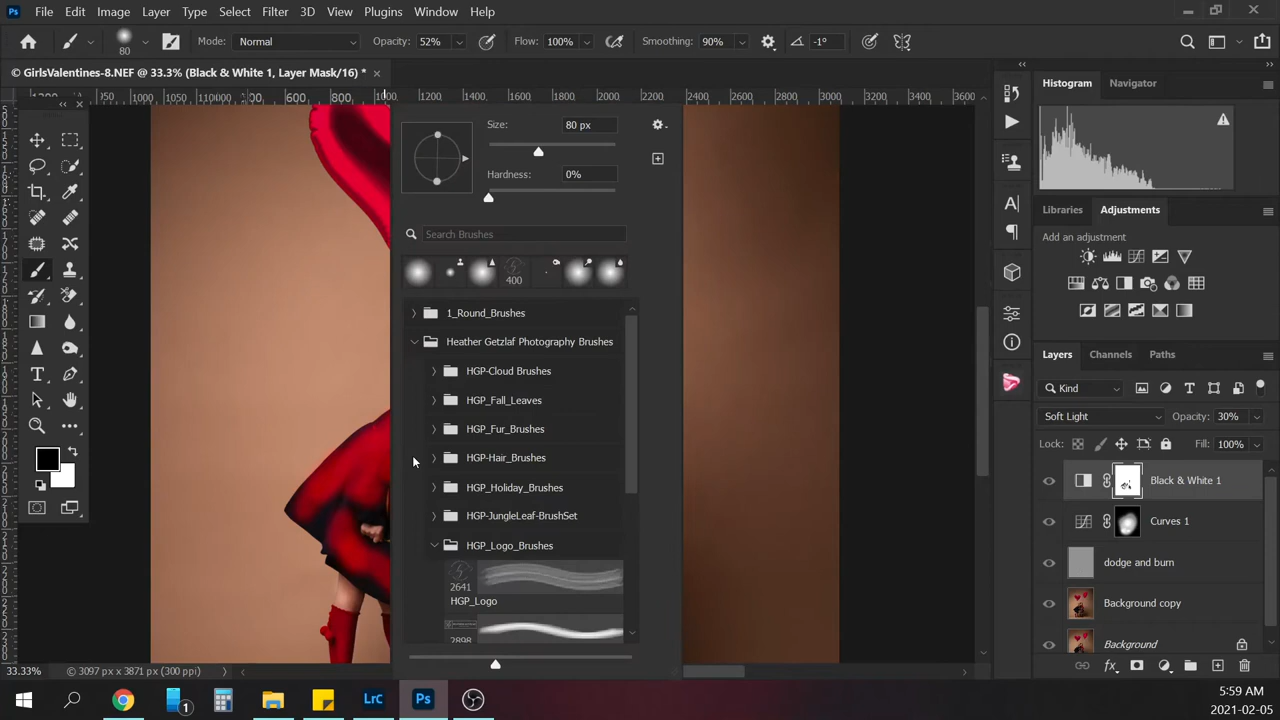 File Edit Image Layer Type Select Filter 3D View Plugins Window Help
80 Mode: Normal Opacity: 52% Flow: 100% Smoothing: 90% -1°
© GirlsValentines-8.NEF @ 33.3% (Black & White 1, Layer Mask/16) *
Histogram Navigator
Size: 80 px
Hardness: 0%
Search Brushes
400
1_Round_Brushes
Heather Getzlaf Photography Brushes
HGP-Cloud Brushes
HGP_Fall_Leaves
HGP_Fur_Brushes
HGP-Hair_Brushes
HGP_Holiday_Brushes
HGP-JungleLeaf-BrushSet
HGP_Logo_Brushes
2641
HGP_Logo
2898
Libraries Adjustments
Add an adjustment
Layers Channels Paths
Kind
Soft Light Opacity: 30%
Lock: Fill: 100%
Black & White 1
Curves 1
dodge and burn
Background copy
Background
33.33% © 3097 px x 3871 px (300 ppi)
1 Lrc Ps
5:59 AM
2021-02-05